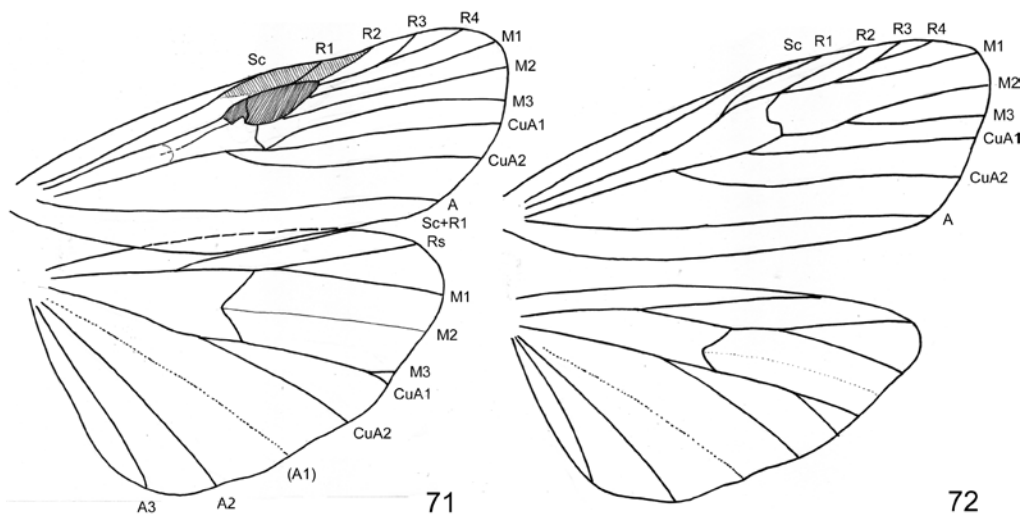 Sc R1 R2 R3 R4
M1
M2
M3
CuA1
CuA2
A
Sc+R1
Rs
M1
M2
M3
CuA1
CuA2
(A1)
A2
A3
71
Sc R1 R2 R3 R4
M1
M2
M3
CuA1
CuA2
A
72